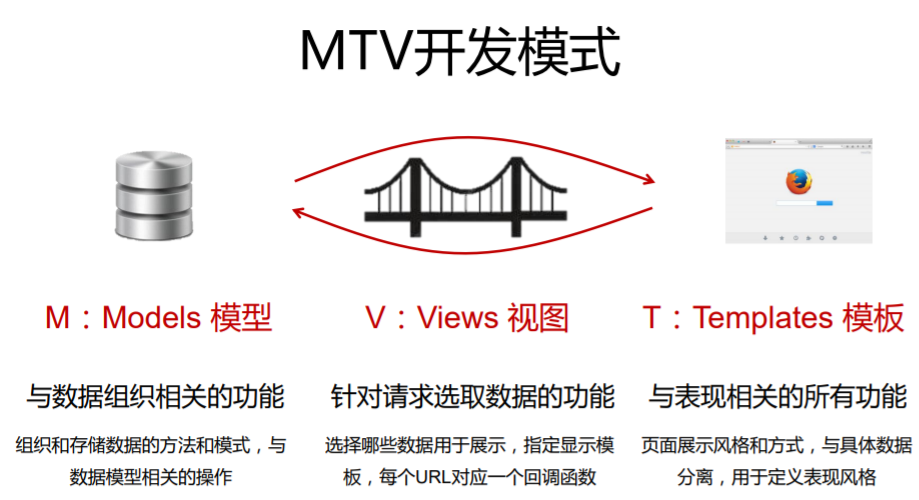 MTV开发模式
M：Models 模型
V：Views 视图
T：Templates 模板
与数据组织相关的功能
针对请求选取数据的功能
与表现相关的所有功能
组织和存储数据的方法和模式，与
数据模型相关的操作
选择哪些数据用于展示，指定显示模
板，每个URL对应一个回调函数
页面展示风格和方式，与具体数据
分离，用于定义表现风格